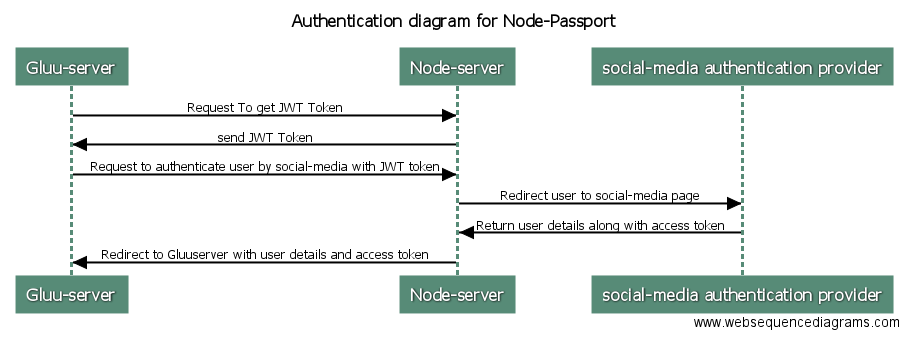 Authentication diagram for Node-Passport
Gluu-server
Node-server
social-media authentication provider
Request To get JWT Token
send JWT Token
Request to authenticate user by social-media with JWT token
Redirect user to social-media page
Return user details along with access token
Redirect to Gluuserver with user details and access token
Gluu-server
Node-server
social-media authentication provider
www.websequencediagrams.com